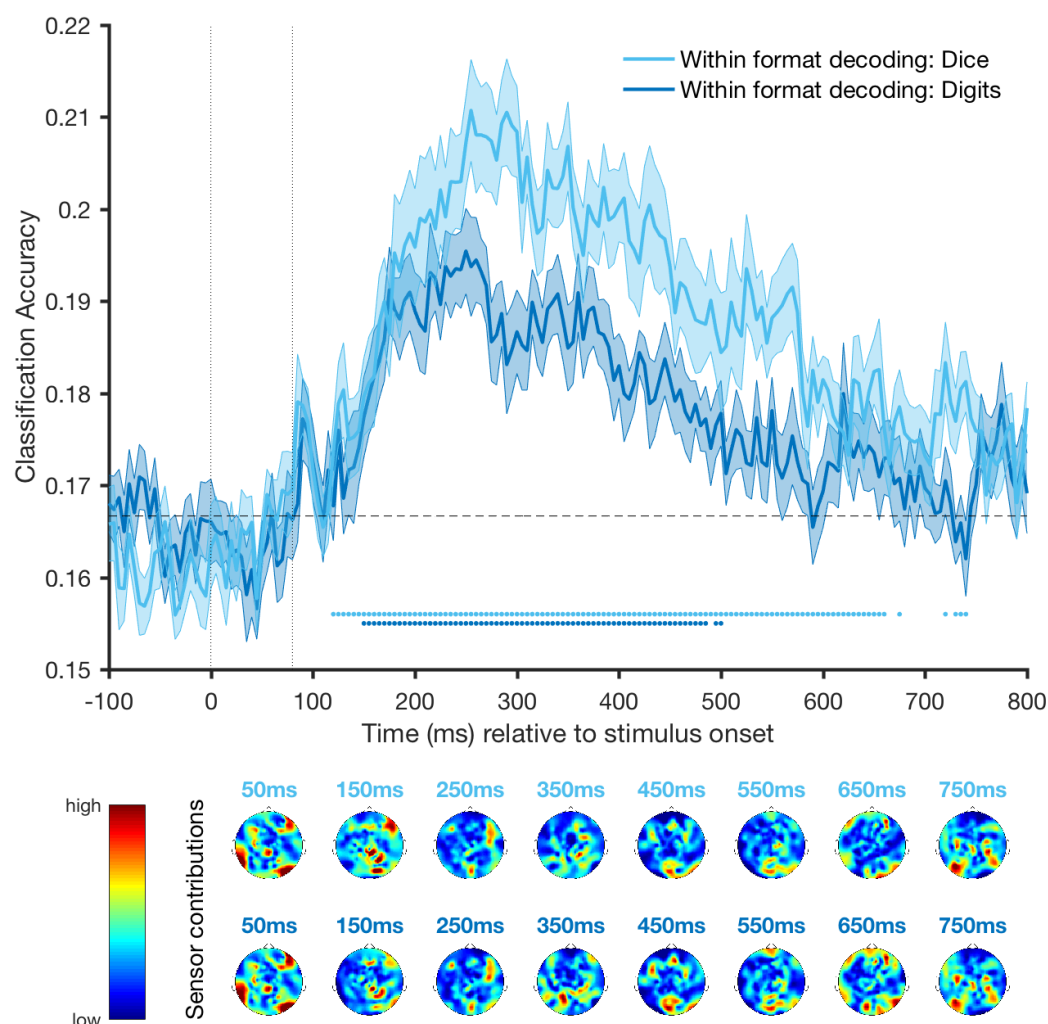 0.22
0.21
0.2
0.19
0.18
0.17
0.16
0.15
Classification Accuracy
Within format decoding: Dice
Within format decoding: Digits
-100 0 100 200 300 400 500 600 700 800
Time (ms) relative to stimulus onset
high
low
Sensor contributions
50ms 150ms 250ms 350ms 450ms 550ms 650ms 750ms
50ms 150ms 250ms 350ms 450ms 550ms 650ms 750ms